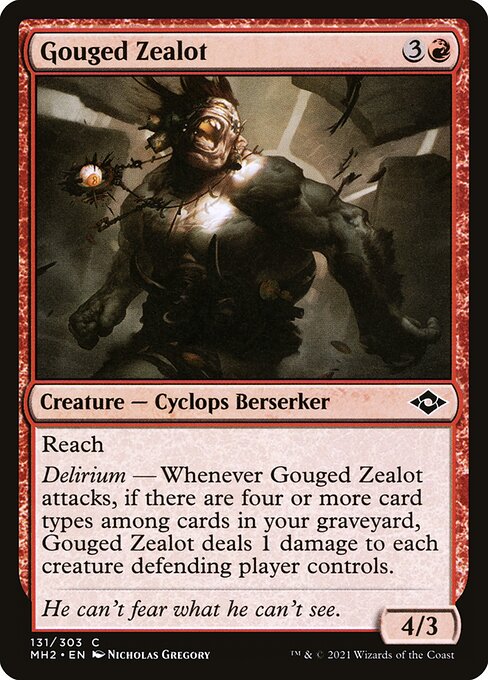 Gouged Zealot 3
Creature — Cyclops Berserker
Reach
Delirium — Whenever Gouged Zealot
attacks, if there are four or more card
types among cards in your graveyard,
Gouged Zealot deals 1 damage to each
creature defending player controls.
He can't fear what he can't see.
4/3
131/303 C
MH2 • EN Nicholas Gregory ™ & © 2021 Wizards of the Coast